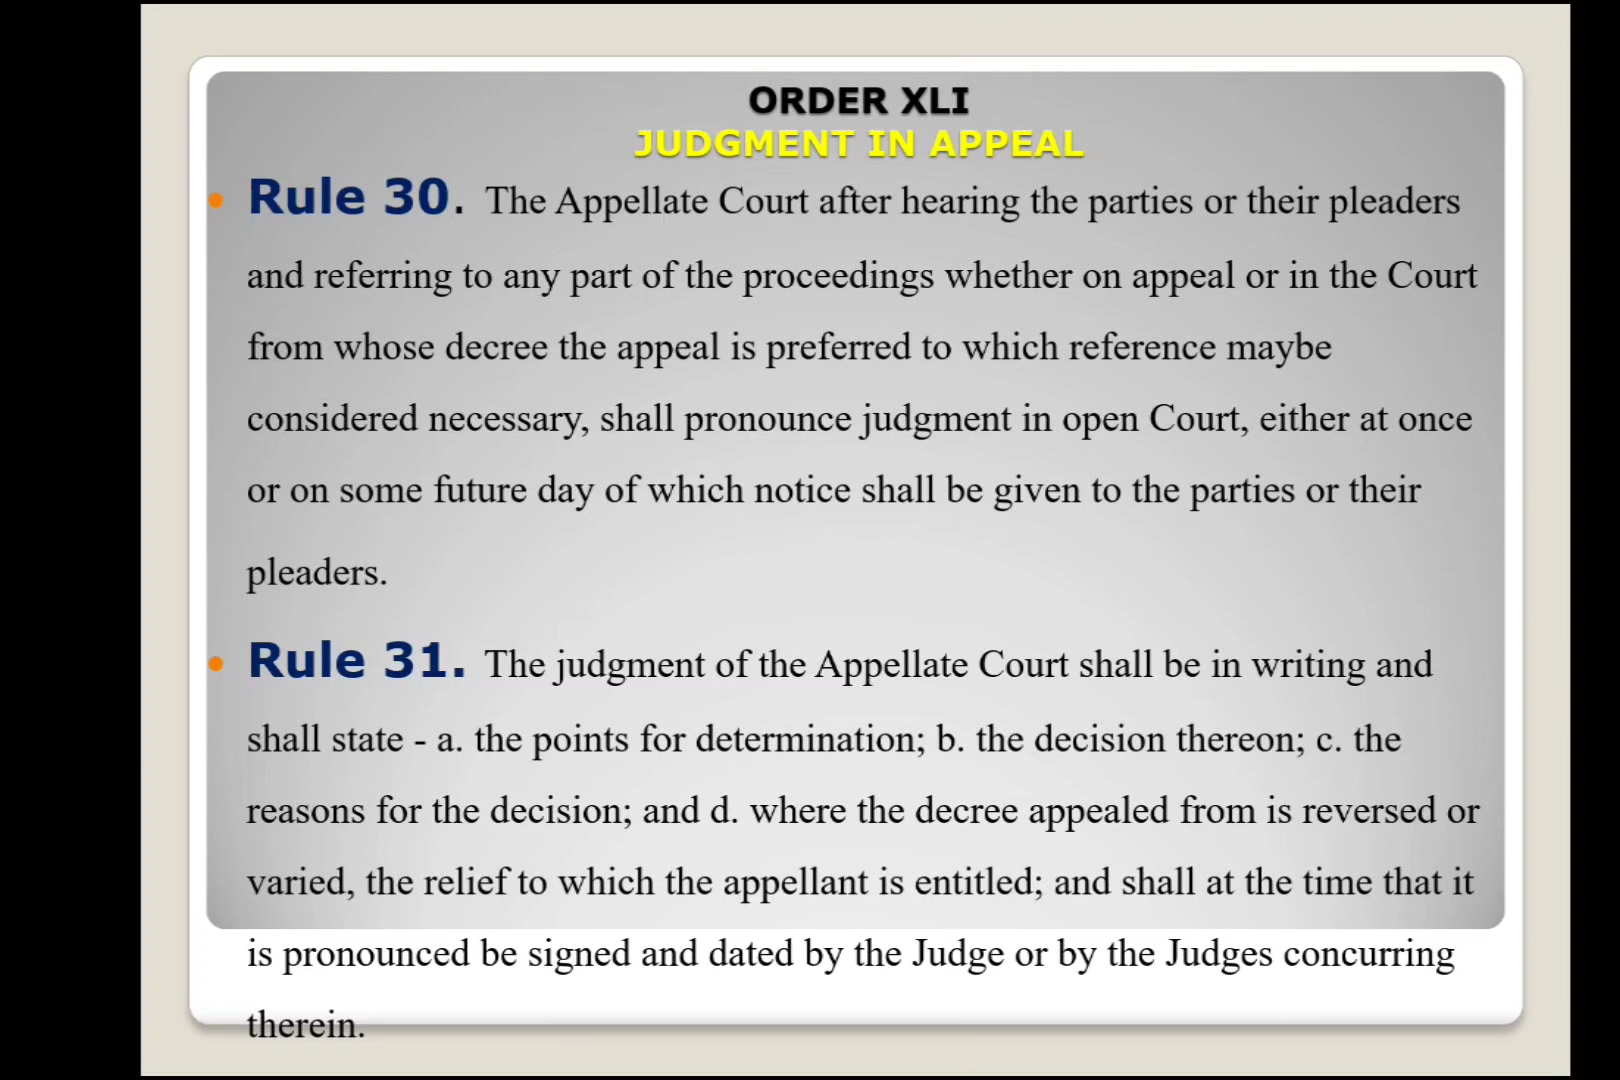 ORDER XLI
JUDGMENT IN APPEAL
• Rule 30. The Appellate Court after hearing the parties or their pleaders
and referring to any part of the proceedings whether on appeal or in the Court
from whose decree the appeal is preferred to which reference maybe
considered necessary, shall pronounce judgment in open Court, either at once
or on some future day of which notice shall be given to the parties or their
pleaders.
• Rule 31. The judgment of the Appellate Court shall be in writing and
shall state - a. the points for determination; b. the decision thereon; c. the
reasons for the decision; and d. where the decree appealed from is reversed or
varied, the relief to which the appellant is entitled; and shall at the time that it
is pronounced be signed and dated by the Judge or by the Judges concurring
therein.